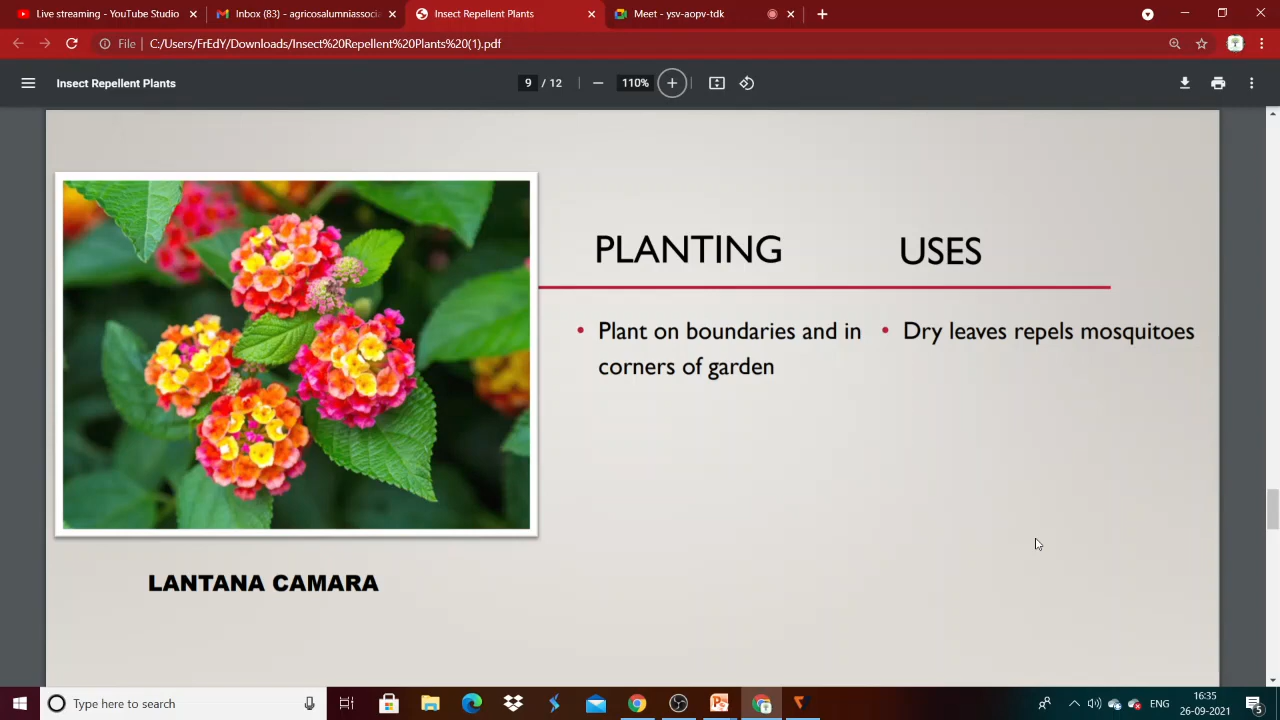 Live streaming - YouTube Studio
Inbox (83) - agricosalumniassoci
Insect Repellent Plants
Meet - ysv-aopv-tdk
File
C:/Users/FrEdY/Downloads/Insect%20Repellent%20Plants%20(1).pdf
Insect Repellent Plants
9 / 12
110%
PLANTING
USES
• Plant on boundaries and in
corners of garden
• Dry leaves repels mosquitoes
LANTANA CAMARA
Type here to search
ENG
16:35
26-09-2021
5